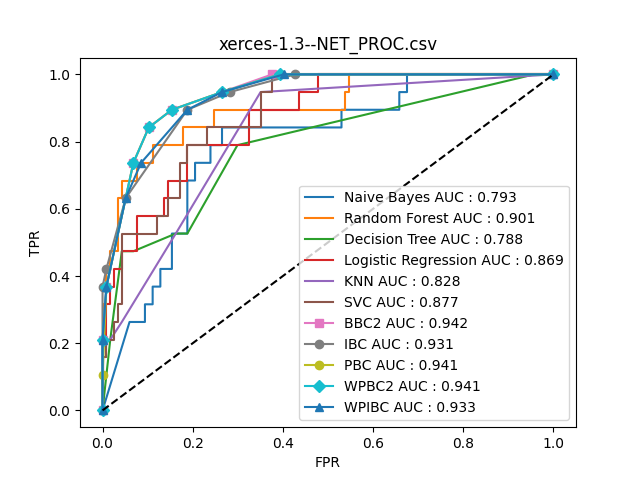 xerces-1.3--NET_PROC.csv
TPR
1.0
0.8
0.6
0.4
0.2
0.0
Naive Bayes AUC : 0.793
Random Forest AUC : 0.901
Decision Tree AUC : 0.788
Logistic Regression AUC : 0.869
KNN AUC : 0.828
SVC AUC : 0.877
BBC2 AUC : 0.942
IBC AUC : 0.931
PBC AUC : 0.941
WPBC2 AUC : 0.941
WPIBC AUC : 0.933
0.0 0.2 0.4 0.6 0.8 1.0
FPR